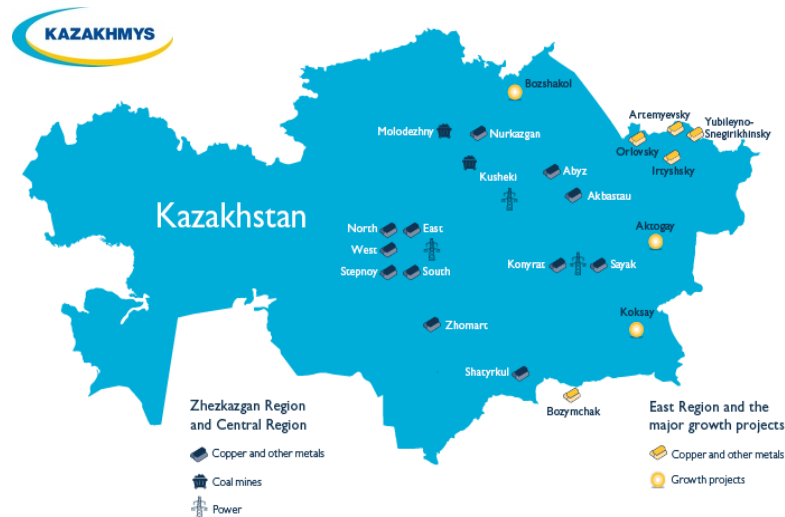 KAZAKHMYS
Bozshakol
Artemyevsky
Yubileyno-
Snegirikhinsky
Molodezhny
Nurkazgan
Orlovsky
Irtyshsky
Kusheki
Abyz
Akbastau
Kazakhstan
North
East
Aktogay
West
Stepnoy
South
Konyrat
Sayak
Koksay
Zhomart
Shatyrkul
Bozymchak
Zhezkazgan Region
and Central Region
Copper and other metals
Coal mines
Power
East Region and the
major growth projects
Copper and other metals
Growth projects